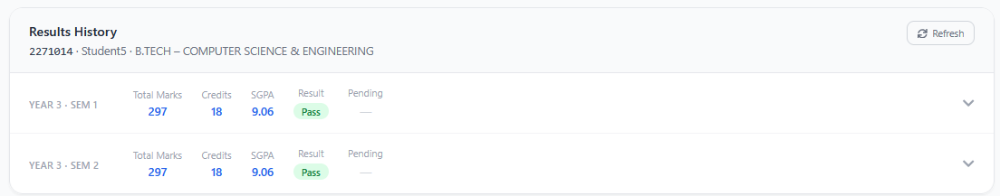 Results History
Refresh
2271014 · Student5 · B.TECH – COMPUTER SCIENCE & ENGINEERING
YEAR 3 · SEM 1
Total Marks Credits SGPA Result Pending
297 18 9.06 Pass —
YEAR 3 · SEM 2
Total Marks Credits SGPA Result Pending
297 18 9.06 Pass —